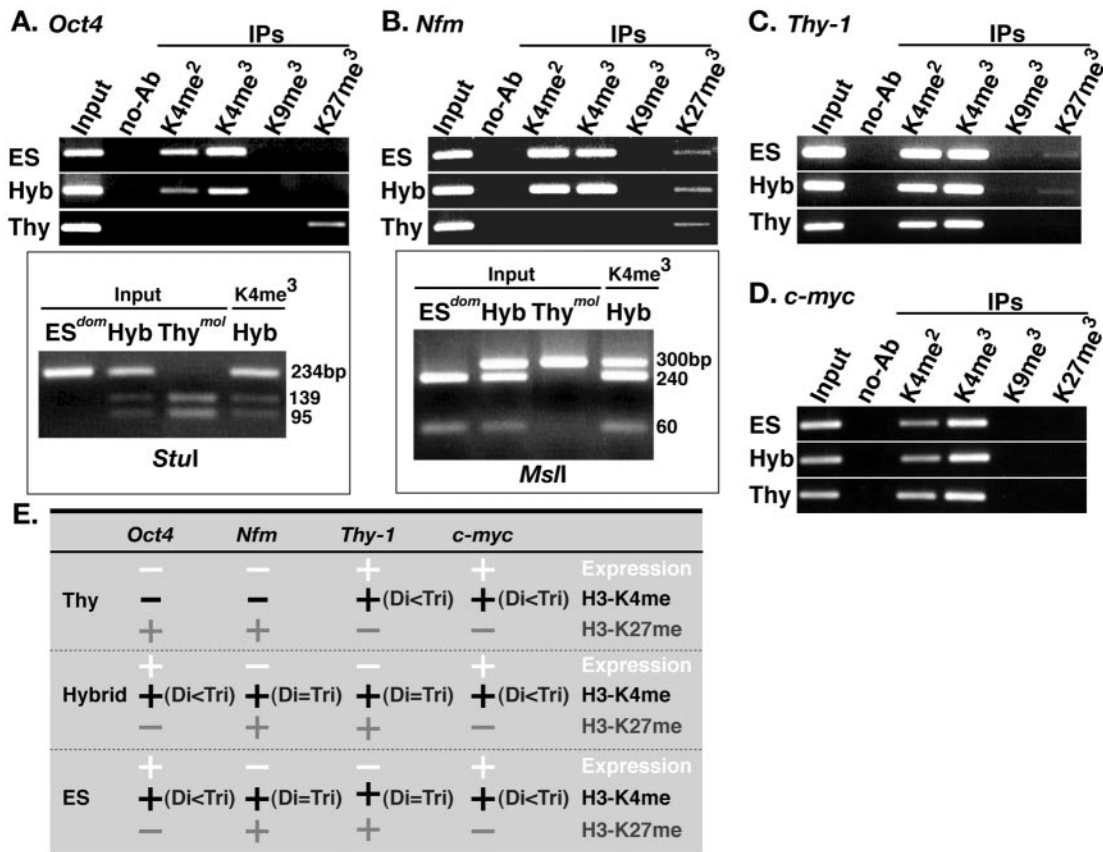 A. Oct4
IPs
Input no-Ab K4me2 K4me3 K9me3 K27me3
ES
Hyb
Thy
Input K4me3
ESdom Hyb Thymol Hyb
234bp
139
95
StuI
B. Nfm
IPs
Input no-Ab K4me2 K4me3 K9me3 K27me3
ES
Hyb
Thy
Input K4me3
ESdom Hyb Thymol Hyb
300bp
240
60
MslI
C. Thy-1
IPs
Input no-Ab K4me2 K4me3 K9me3 K27me3
ES
Hyb
Thy
D. c-myc
IPs
Input no-Ab K4me2 K4me3 K9me3 K27me3
ES
Hyb
Thy
E.
Oct4 Nfm Thy-1 c-myc
− − + + Expression
Thy − − +(Di<Tri) +(Di<Tri) H3-K4me
+ + − − H3-K27me
+ − − + Expression
Hybrid +(Di<Tri) +(Di=Tri) +(Di=Tri) +(Di<Tri) H3-K4me
− + + − H3-K27me
+ − − + Expression
ES +(Di<Tri) +(Di=Tri) +(Di=Tri) +(Di<Tri) H3-K4me
− + + − H3-K27me